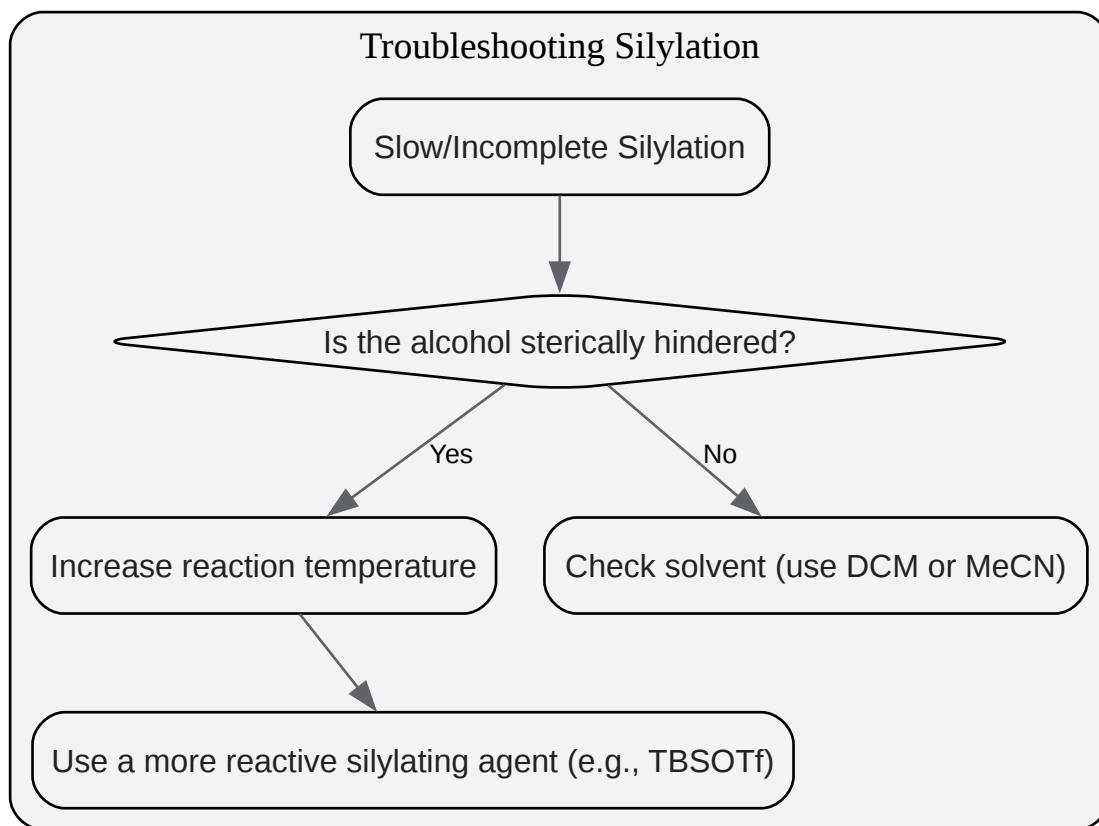 Troubleshooting Silylation
Slow/Incomplete Silylation
Is the alcohol sterically hindered?
Yes
No
Increase reaction temperature
Check solvent (use DCM or MeCN)
Use a more reactive silylating agent (e.g., TBSOTf)